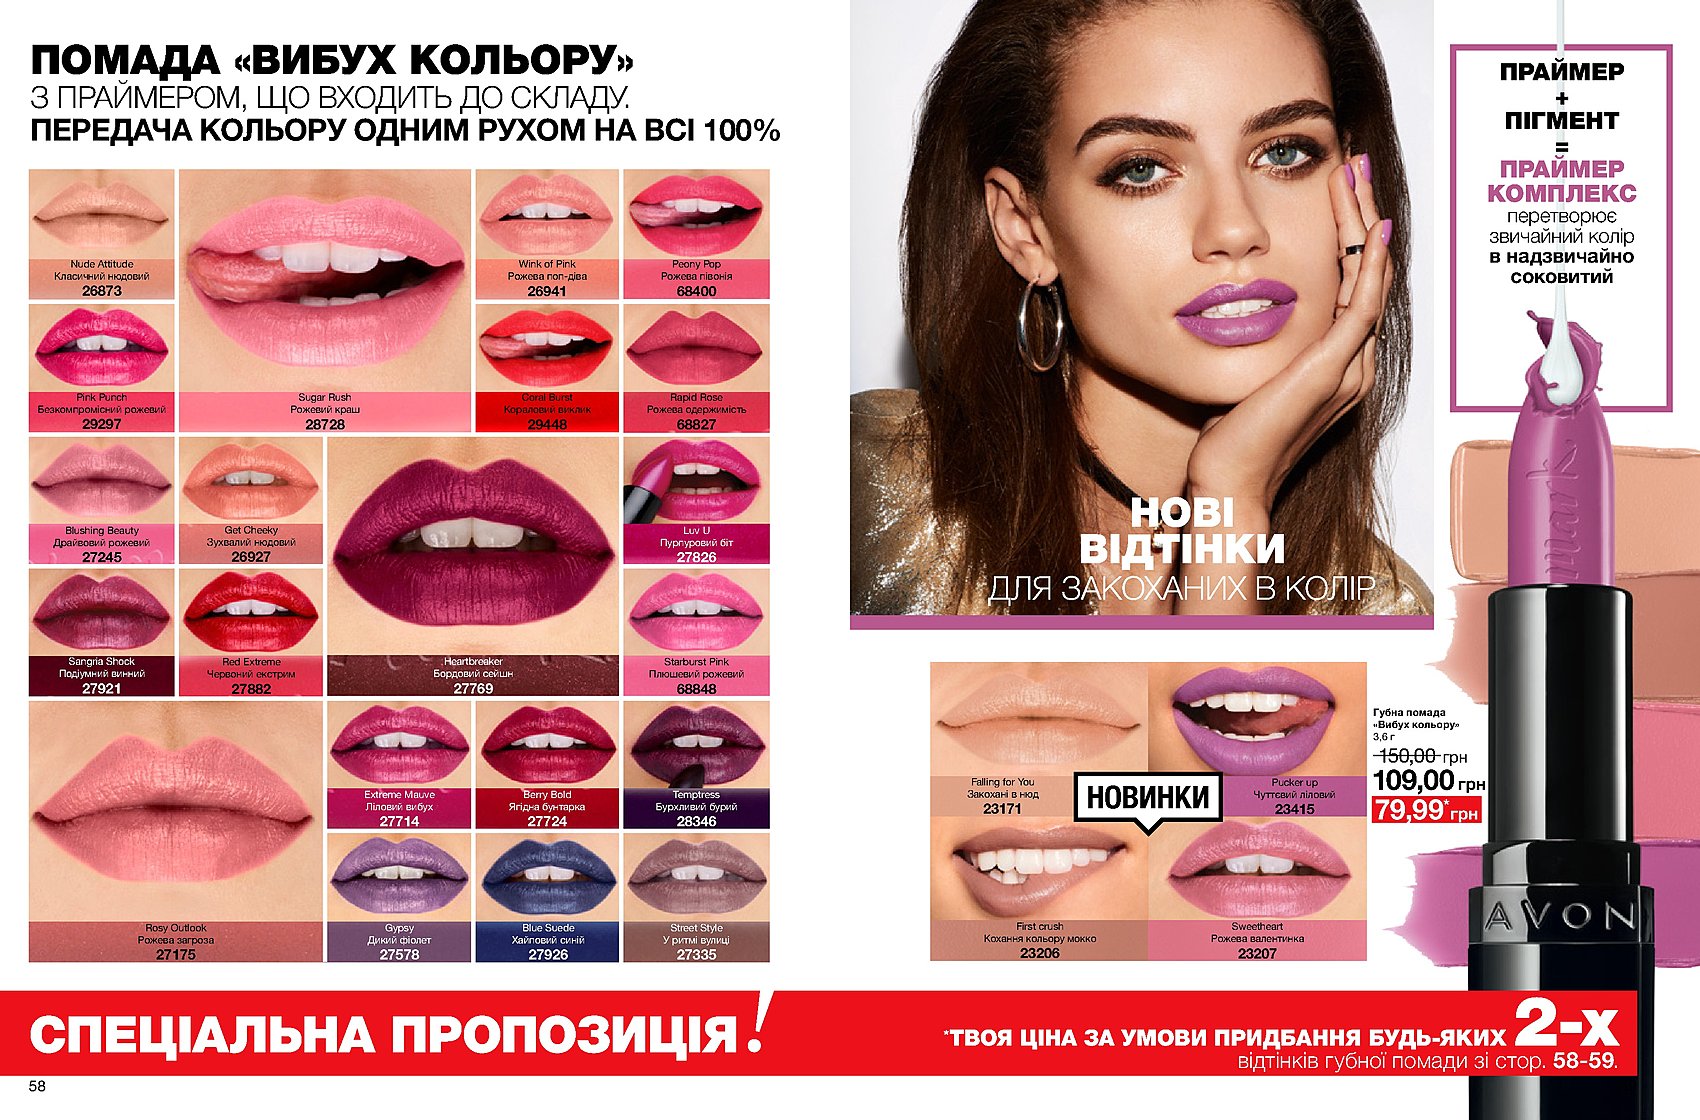 ПОМАДА «ВИБУХ КОЛЬОРУ»
З ПРАЙМЕРОМ, ЩО ВХОДИТЬ ДО СКЛАДУ.
ПЕРЕДАЧА КОЛЬОРУ ОДНИМ РУХОМ НА ВСІ 100%
Nude Attitude
Класичний нюдовий
26873
Sugar Rush
Рожевий краш
28728
Wink of Pink
Рожева поп-діва
26941
Peony Pop
Рожева півонія
68400
Pink Punch
Безкомпромісний рожевий
29297
Coral Burst
Кораловий виклик
29448
Rapid Rose
Рожева одержимість
68827
Blushing Beauty
Драйвовий рожевий
27245
Get Cheeky
Зухвалий нюдовий
26927
Heartbreaker
Бордовий сейшн
27769
Luv U
Пурпуровий біт
27826
Sangria Shock
Подіумний винний
27921
Red Extreme
Червоний екстрим
27882
Starburst Pink
Плюшевий рожевий
68848
Rosy Outlook
Рожева загроза
27175
Extreme Mauve
Ліловий вибух
27714
Berry Bold
Ягідна бунтарка
27724
Temptress
Бурхливий бурий
28346
Gypsy
Дикий фіолет
27578
Blue Suede
Хайповий синій
27926
Street Style
У ритмі вулиці
27335
СПЕЦІАЛЬНА ПРОПОЗИЦІЯ!
58
НОВІ
ВІДТІНКИ
ДЛЯ ЗАКОХАНИХ В КОЛІР
ПРАЙМЕР
+
ПІГМЕНТ
=
ПРАЙМЕР
КОМПЛЕКС
перетворює
звичайний колір
в надзвичайно
соковитий
mark
Falling for You
Закохані в нюд
23171
Pucker up
Чуттєвий ліловий
23415
НОВИНКИ
First crush
Кохання кольору мокко
23206
Sweetheart
Рожева валентинка
23207
Губна помада
«Вибух кольору»
3,6 г
150,00 грн
109,00 грн
79,99* грн
AVON
*ТВОЯ ЦІНА ЗА УМОВИ ПРИДБАННЯ БУДЬ-ЯКИХ 2-х
відтінків губної помади зі стор. 58-59.